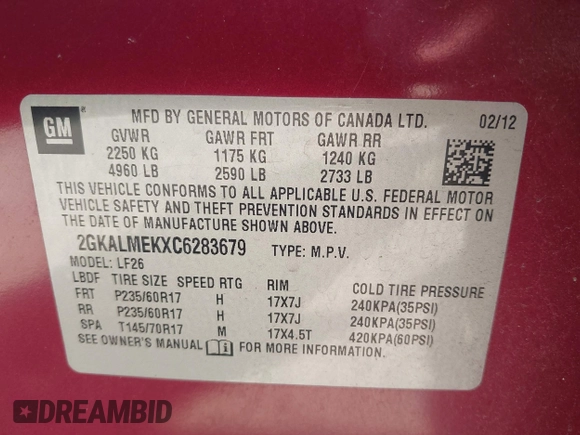 GM
MFD BY GENERAL MOTORS OF CANADA LTD. 02/12
GVWR GAWR FRT GAWR RR
2250 KG 1175 KG 1240 KG
4960 LB 2590 LB 2733 LB
THIS VEHICLE CONFORMS TO ALL APPLICABLE U.S. FEDERAL MOTOR
VEHICLE SAFETY AND THEFT PREVENTION STANDARDS IN EFFECT ON
THE DATE OF MANUFACTURE SHOWN ABOVE.
2GKALMEKXC6283679 TYPE: M.P.V.
MODEL: LF26
LBDF TIRE SIZE SPEED RTG RIM COLD TIRE PRESSURE
FRT P235/60R17 H 17X7J 240KPA(35PSI)
RR P235/60R17 H 17X7J 240KPA(35PSI)
SPA T145/70R17 M 17X4.5T 420KPA(60PSI)
SEE OWNER'S MANUAL FOR MORE INFORMATION.
DREAMBID